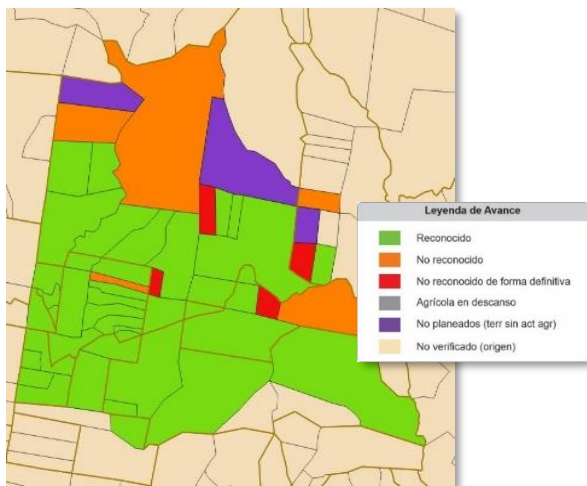 Leyenda de Avance
Reconocido
No reconocido
No reconocido de forma definitiva
Agrícola en descanso
No planeados (terr sin act agr)
No verificado (origen)